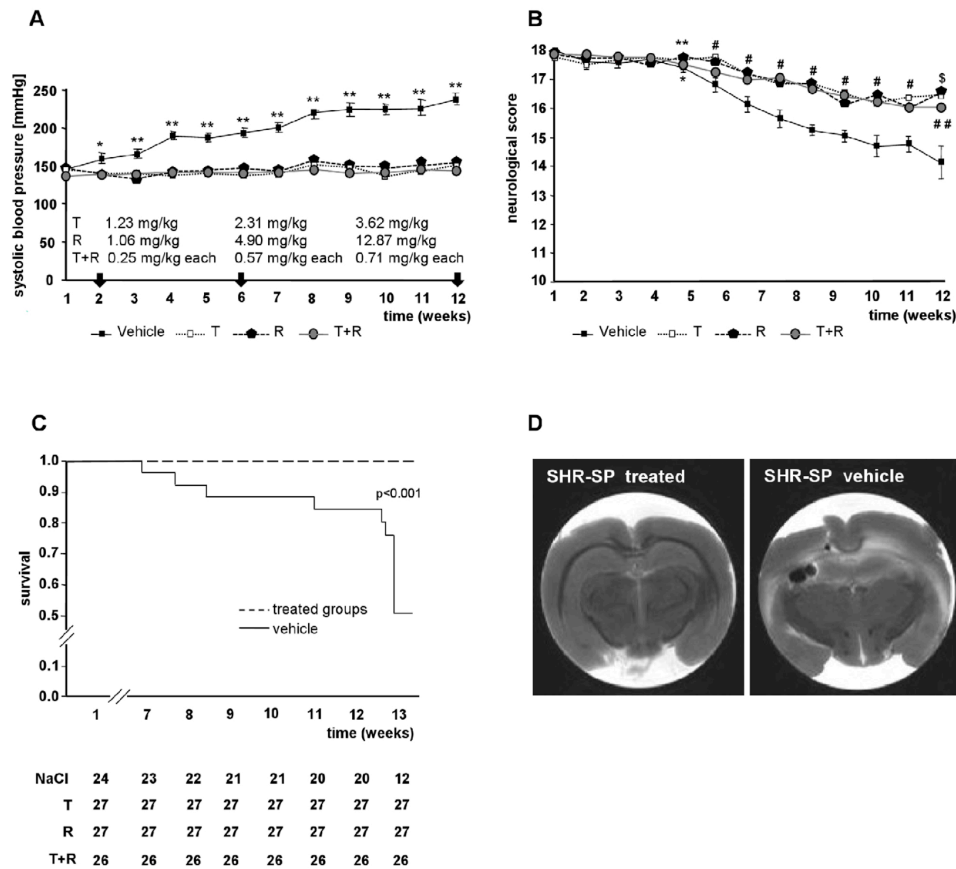 A
systolic blood pressure [mmHg]
250
200
150
100
150
50
0
* ** ** ** ** ** ** ** ** ** **
T 1.23 mg/kg 2.31 mg/kg 3.62 mg/kg
R 1.06 mg/kg 4.90 mg/kg 12.87 mg/kg
T+R 0.25 mg/kg each 0.57 mg/kg each 0.71 mg/kg each
1 2 3 4 5 6 7 8 9 10 11 12
time (weeks)
Vehicle T R T+R
B
neurological score
18
17
16
15
14
13
12
11
10
** # # # # # # # $
*
##
1 2 3 4 5 6 7 8 9 10 11 12
time (weeks)
Vehicle T R T+R
C
survival
1.0
0.9
0.8
0.7
0.6
0.5
0.1
0.0
p<0.001
treated groups
vehicle
1 7 8 9 10 11 12 13
time (weeks)
NaCl 24 23 22 21 21 20 20 12
T 27 27 27 27 27 27 27 27
R 27 27 27 27 27 27 27 27
T+R 26 26 26 26 26 26 26 26
D
SHR-SP treated
SHR-SP vehicle